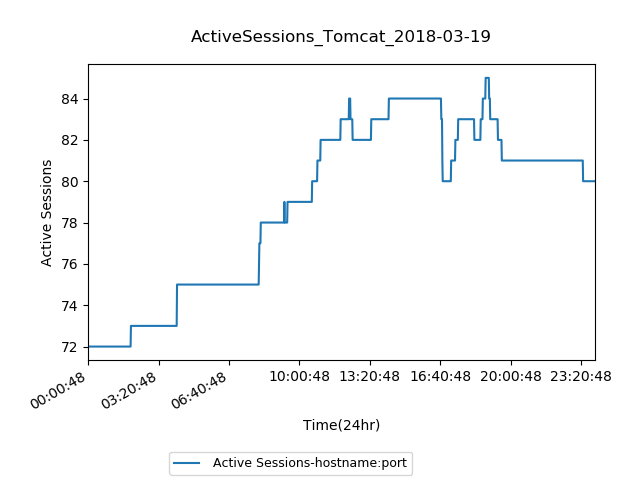 ActiveSessions_Tomcat_2018-03-19
Active Sessions
84
82
80
78
76
74
72
00:00:48 03:20:48 06:40:48 10:00:48 13:20:48 16:40:48 20:00:48 23:20:48
Time(24hr)
Active Sessions-hostname:port